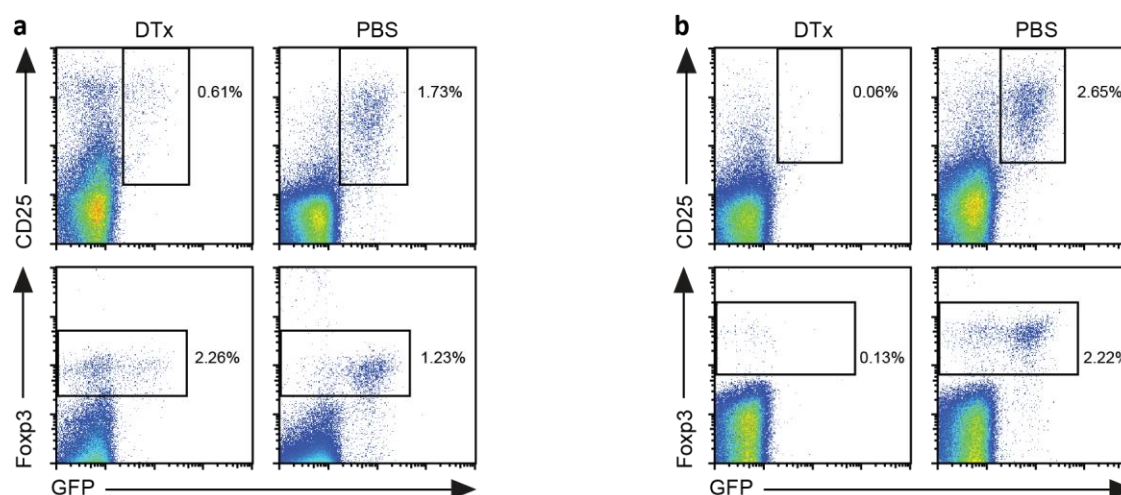 a
DTx
PBS
CD25
0.61%
1.73%
Foxp3
2.26%
1.23%
GFP
b
DTx
PBS
CD25
0.06%
2.65%
Foxp3
0.13%
2.22%
GFP